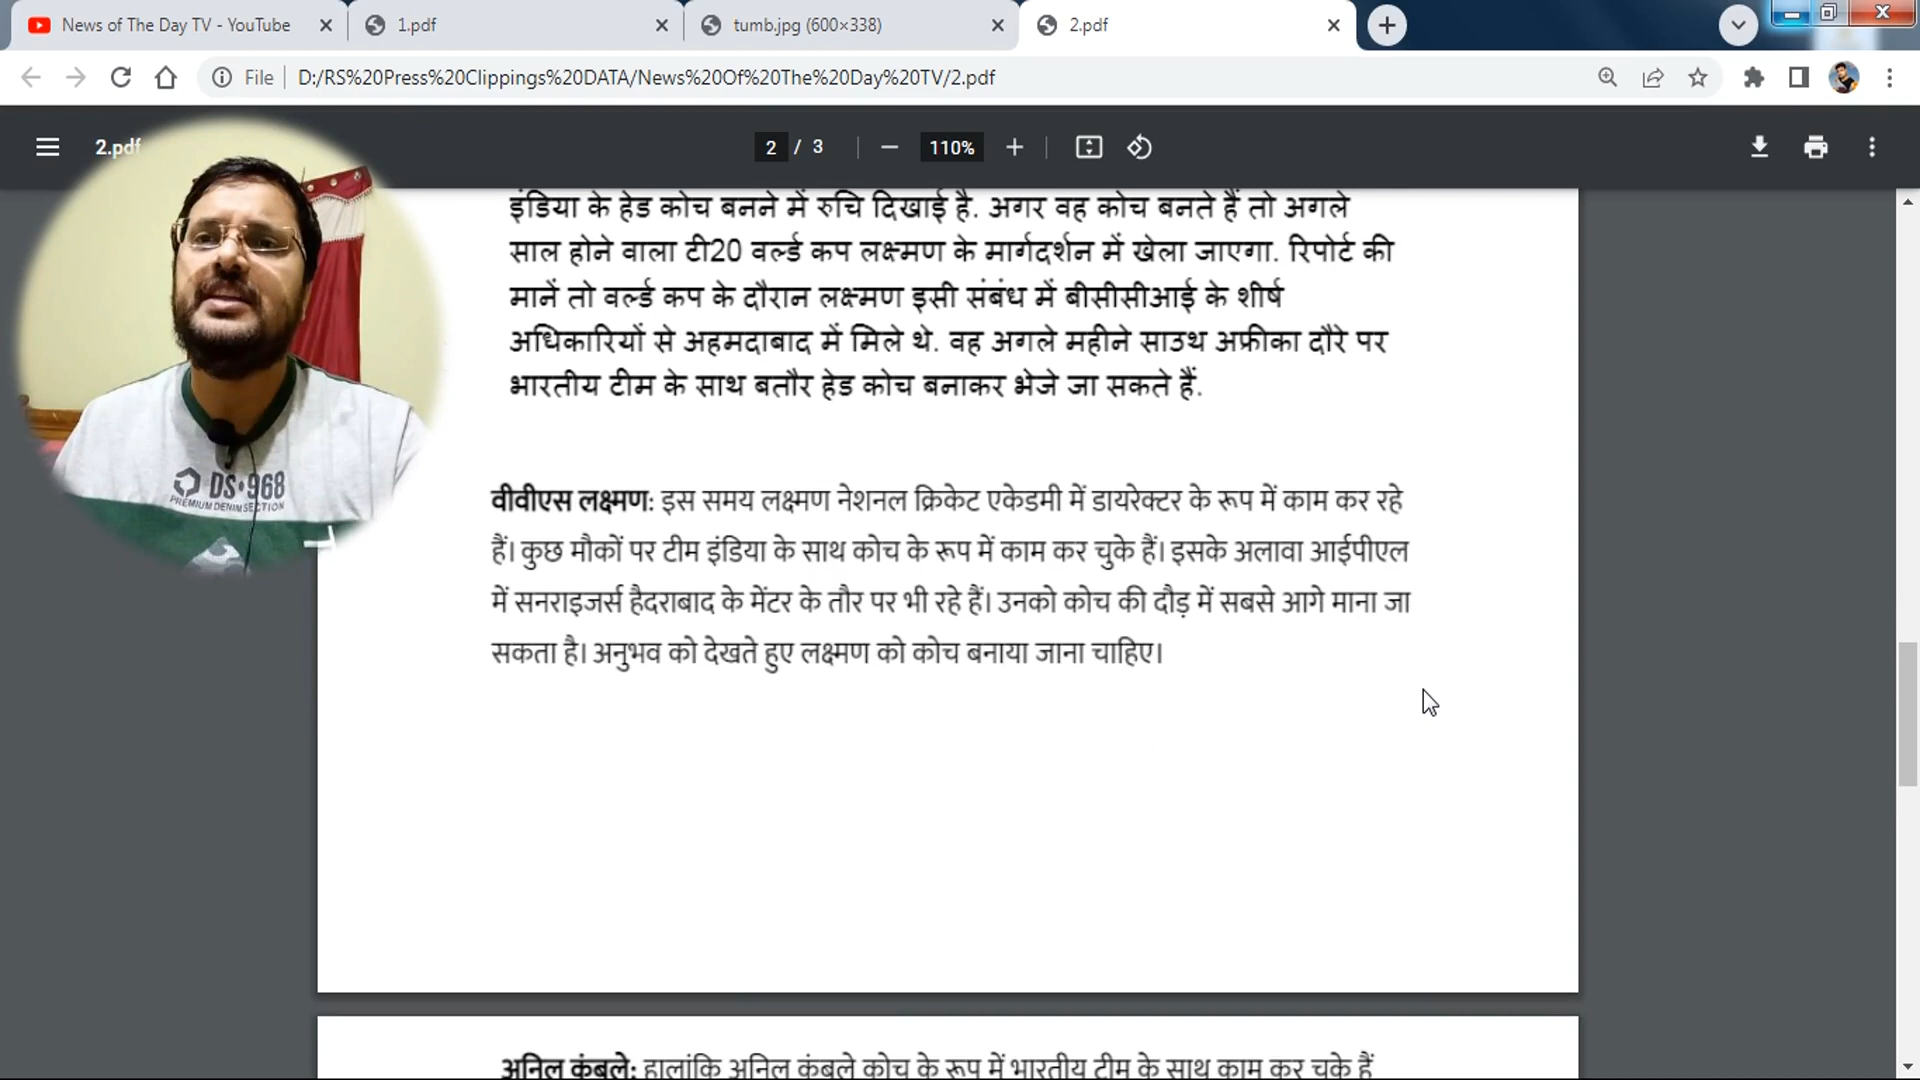 News of The Day TV - YouTube
1.pdf
tumb.jpg (600×338)
2.pdf
File
D:/RS%20Press%20Clippings%20DATA/News%20Of%20The%20Day%20TV/2.pdf
2.pdf
2 / 3
110%
इंडिया के हेड कोच बनने में रुचि दिखाई है. अगर वह कोच बनते हैं तो अगले
साल होने वाला टी20 वर्ल्ड कप लक्ष्मण के मार्गदर्शन में खेला जाएगा. रिपोर्ट की
मानें तो वर्ल्ड कप के दौरान लक्ष्मण इसी संबंध में बीसीसीआई के शीर्ष
अधिकारियों से अहमदाबाद में मिले थे. वह अगले महीने साउथ अफ्रीका दौरे पर
भारतीय टीम के साथ बतौर हेड कोच बनाकर भेजे जा सकते हैं.
DS·968
PREMIUM DENIM SECTION
वीवीएस लक्ष्मण: इस समय लक्ष्मण नेशनल क्रिकेट एकेडमी में डायरेक्टर के रूप में काम कर रहे
हैं। कुछ मौकों पर टीम इंडिया के साथ कोच के रूप में काम कर चुके हैं। इसके अलावा आईपीएल
में सनराइजर्स हैदराबाद के मेंटर के तौर पर भी रहे हैं। उनको कोच की दौड़ में सबसे आगे माना जा
सकता है। अनुभव को देखते हुए लक्ष्मण को कोच बनाया जाना चाहिए।
अनिल कुंबले: हालांकि अनिल कुंबले कोच के रूप में भारतीय टीम के साथ काम कर चुके हैं